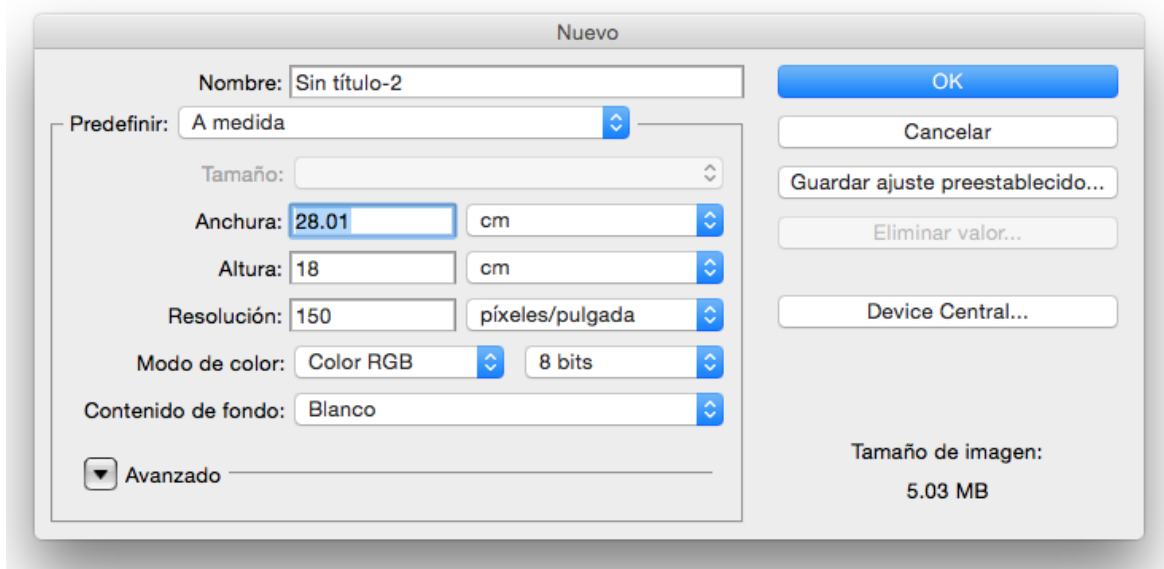 Nuevo
Nombre: Sin título-2
OK
Predefinir: A medida
Cancelar
Tamaño:
Guardar ajuste preestablecido...
Anchura: 28.01 cm
Eliminar valor...
Altura: 18 cm
Resolución: 150 píxeles/pulgada
Device Central...
Modo de color: Color RGB 8 bits
Contenido de fondo: Blanco
Avanzado
Tamaño de imagen:
5.03 MB